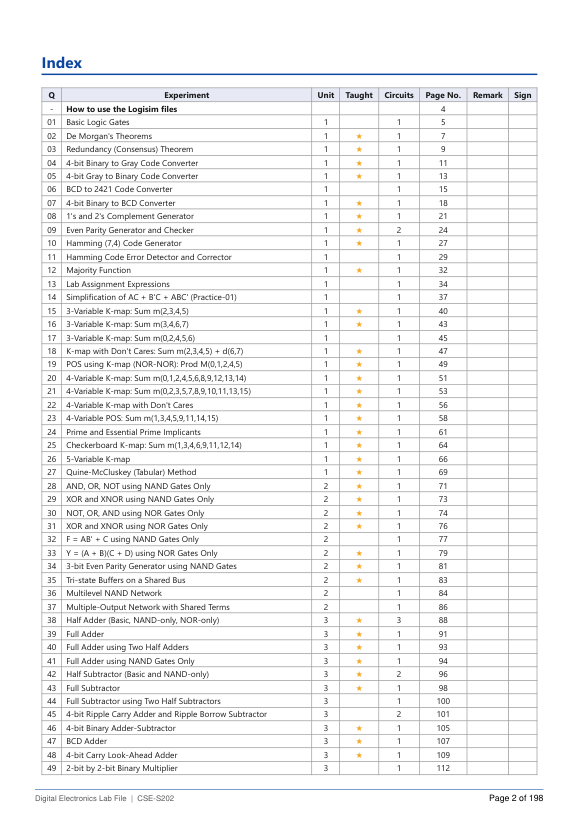 Index
Q Experiment Unit Taught Circuits Page No. Remark Sign
- How to use the Logisim files 4
01 Basic Logic Gates 1 1 5
02 De Morgan's Theorems 1 ★ 1 7
03 Redundancy (Consensus) Theorem 1 ★ 1 9
04 4-bit Binary to Gray Code Converter 1 ★ 1 11
05 4-bit Gray to Binary Code Converter 1 ★ 1 13
06 BCD to 2421 Code Converter 1 1 15
07 4-bit Binary to BCD Converter 1 ★ 1 18
08 1's and 2's Complement Generator 1 ★ 1 21
09 Even Parity Generator and Checker 1 ★ 2 24
10 Hamming (7,4) Code Generator 1 ★ 1 27
11 Hamming Code Error Detector and Corrector 1 1 29
12 Majority Function 1 ★ 1 32
13 Lab Assignment Expressions 1 1 34
14 Simplification of AC + B'C + ABC' (Practice-01) 1 1 37
15 3-Variable K-map: Sum m(2,3,4,5) 1 ★ 1 40
16 3-Variable K-map: Sum m(3,4,6,7) 1 ★ 1 43
17 3-Variable K-map: Sum m(0,2,4,5,6) 1 1 45
18 K-map with Don't Cares: Sum m(2,3,4,5) + d(6,7) 1 ★ 1 47
19 POS using K-map (NOR-NOR): Prod M(0,1,2,4,5) 1 ★ 1 49
20 4-Variable K-map: Sum m(0,1,2,4,5,6,8,9,12,13,14) 1 ★ 1 51
21 4-Variable K-map: Sum m(0,2,3,5,7,8,9,10,11,13,15) 1 ★ 1 53
22 4-Variable K-map with Don't Cares 1 ★ 1 56
23 4-Variable POS: Sum m(1,3,4,5,9,11,14,15) 1 ★ 1 58
24 Prime and Essential Prime Implicants 1 ★ 1 61
25 Checkerboard K-map: Sum m(1,3,4,6,9,11,12,14) 1 ★ 1 64
26 5-Variable K-map 1 ★ 1 66
27 Quine-McCluskey (Tabular) Method 1 ★ 1 69
28 AND, OR, NOT using NAND Gates Only 2 ★ 1 71
29 XOR and XNOR using NAND Gates Only 2 ★ 1 73
30 NOT, OR, AND using NOR Gates Only 2 ★ 1 74
31 XOR and XNOR using NOR Gates Only 2 ★ 1 76
32 F = AB' + C using NAND Gates Only 2 1 77
33 Y = (A + B)(C + D) using NOR Gates Only 2 ★ 1 79
34 3-bit Even Parity Generator using NAND Gates 2 ★ 1 81
35 Tri-state Buffers on a Shared Bus 2 ★ 1 83
36 Multilevel NAND Network 2 1 84
37 Multiple-Output Network with Shared Terms 2 1 86
38 Half Adder (Basic, NAND-only, NOR-only) 3 ★ 3 88
39 Full Adder 3 ★ 1 91
40 Full Adder using Two Half Adders 3 ★ 1 93
41 Full Adder using NAND Gates Only 3 ★ 1 94
42 Half Subtractor (Basic and NAND-only) 3 ★ 2 96
43 Full Subtractor 3 ★ 1 98
44 Full Subtractor using Two Half Subtractors 3 1 100
45 4-bit Ripple Carry Adder and Ripple Borrow Subtractor 3 2 101
46 4-bit Binary Adder-Subtractor 3 ★ 1 105
47 BCD Adder 3 ★ 1 107
48 4-bit Carry Look-Ahead Adder 3 ★ 1 109
49 2-bit by 2-bit Binary Multiplier 3 1 112
Digital Electronics Lab File | CSE-S202 Page 2 of 198